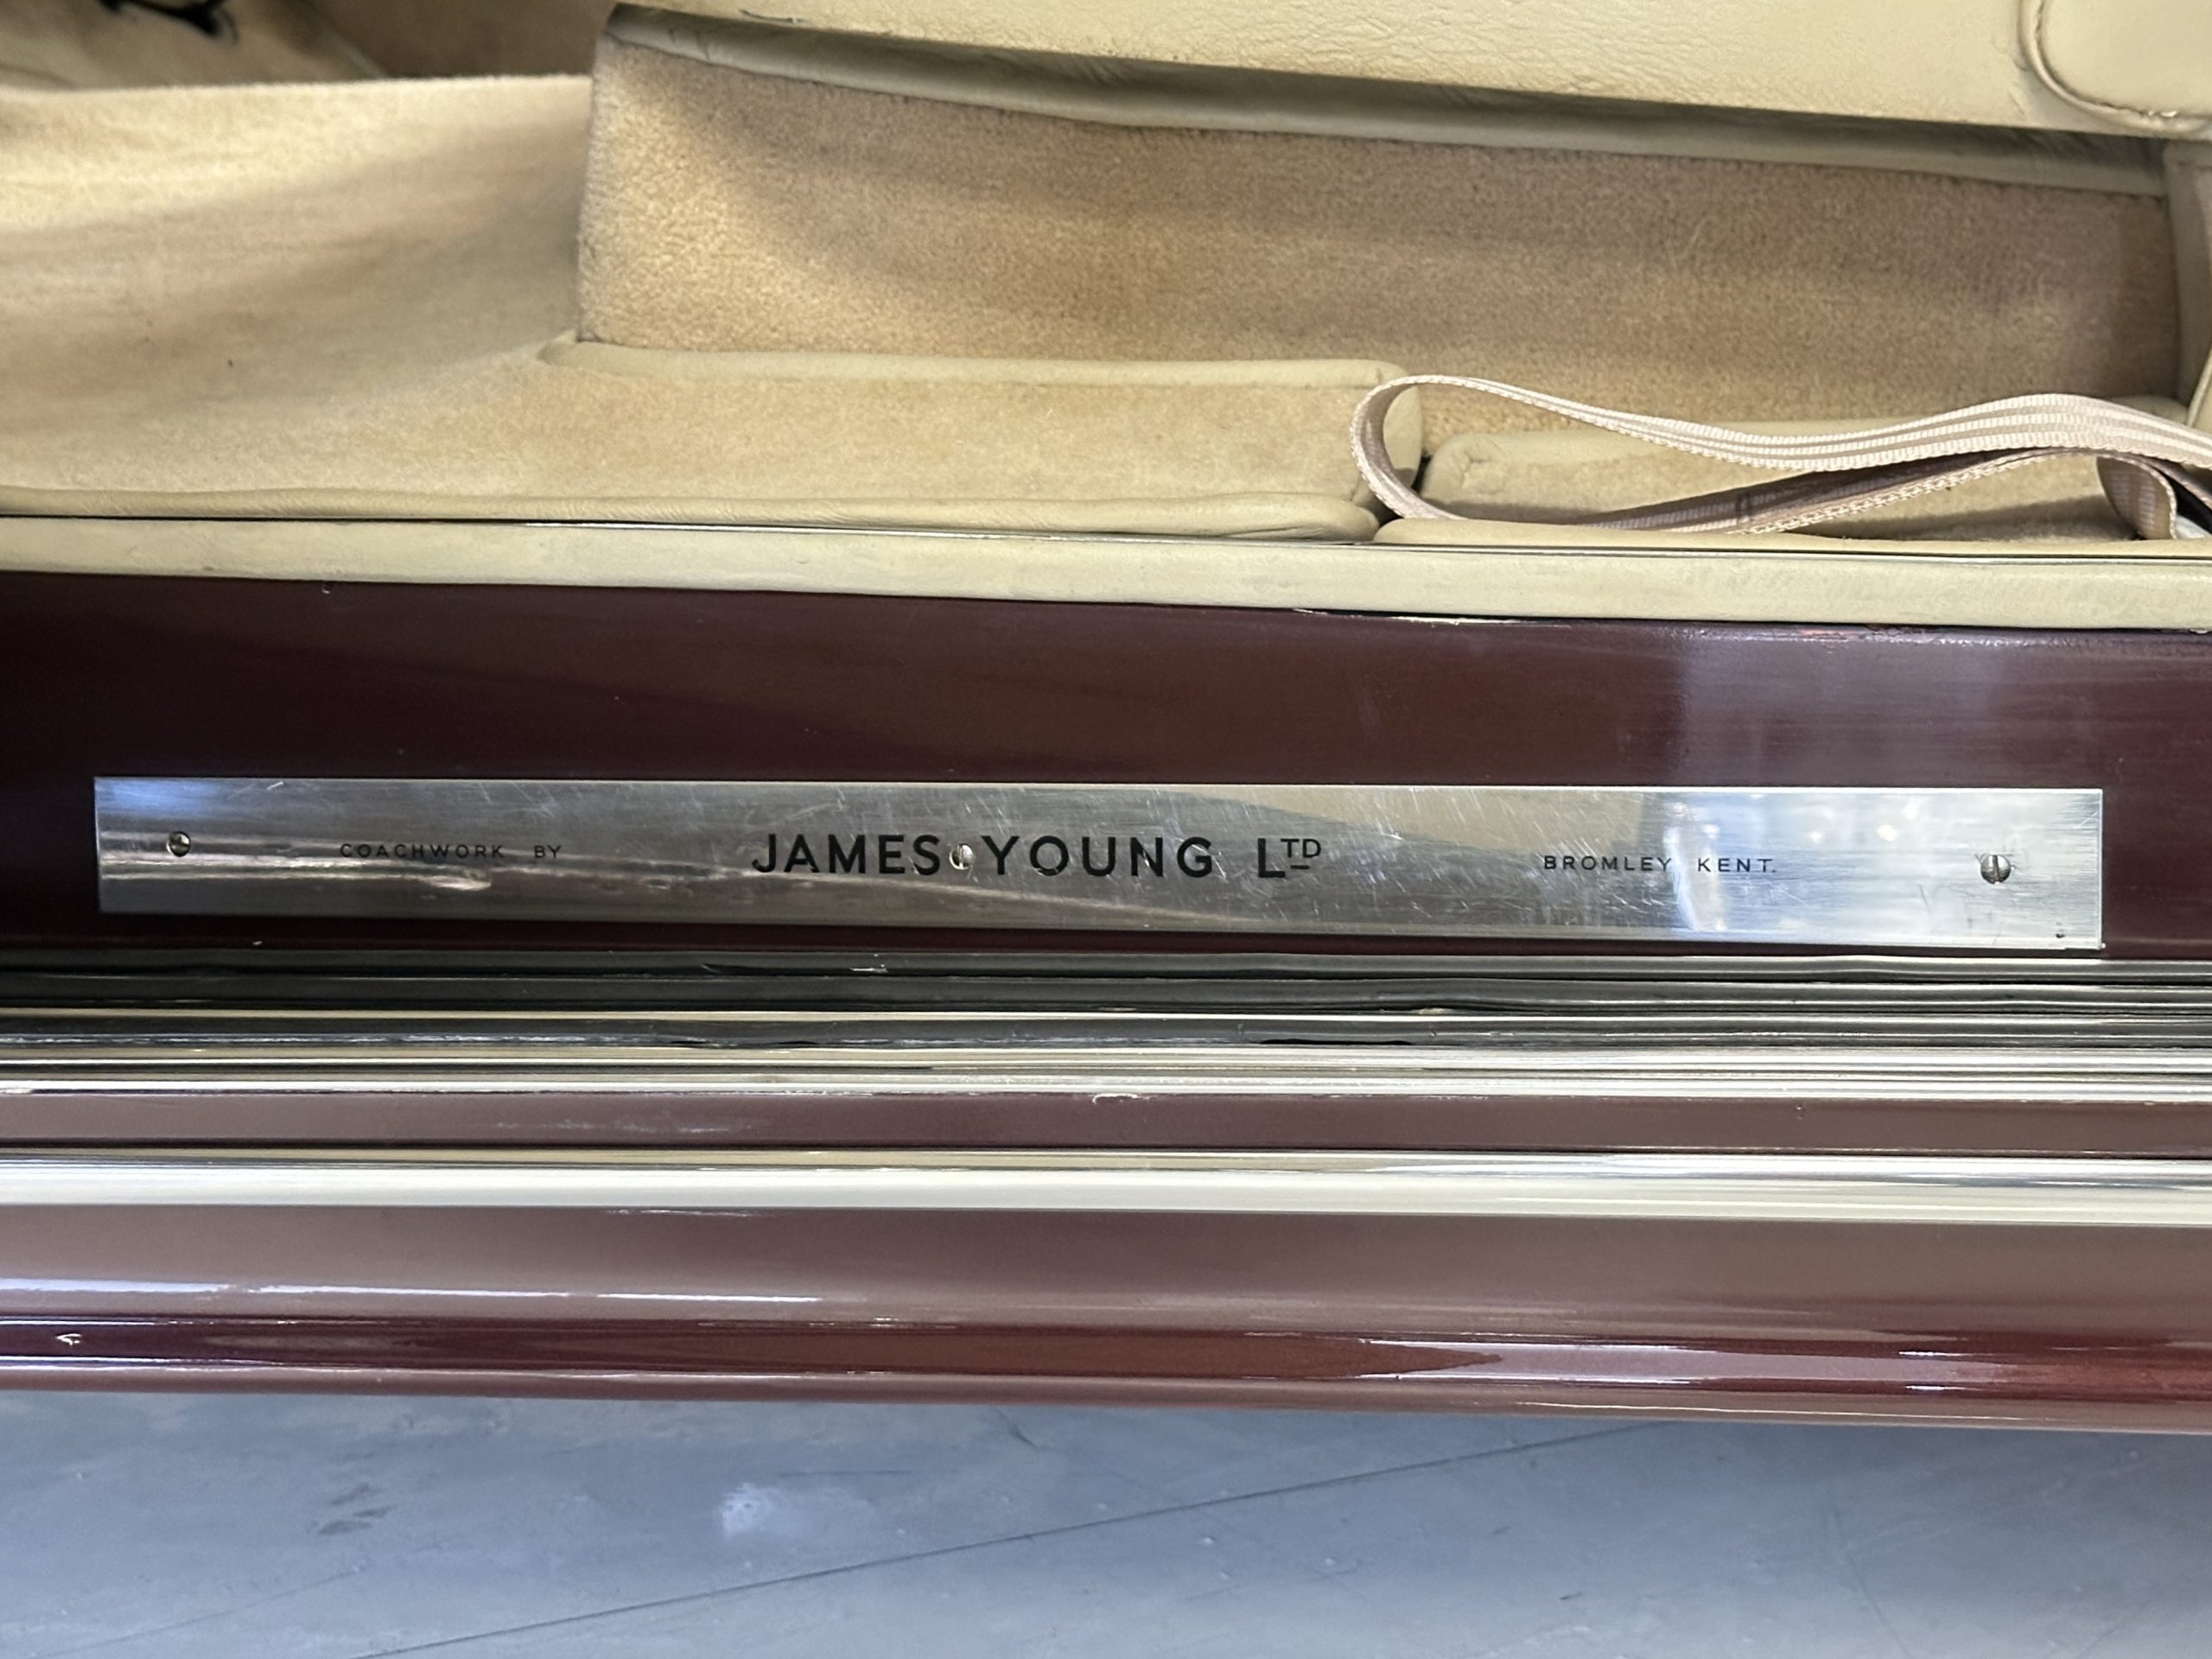 COACHWORK BY JAMES YOUNG LTD BROMLEY KENT.